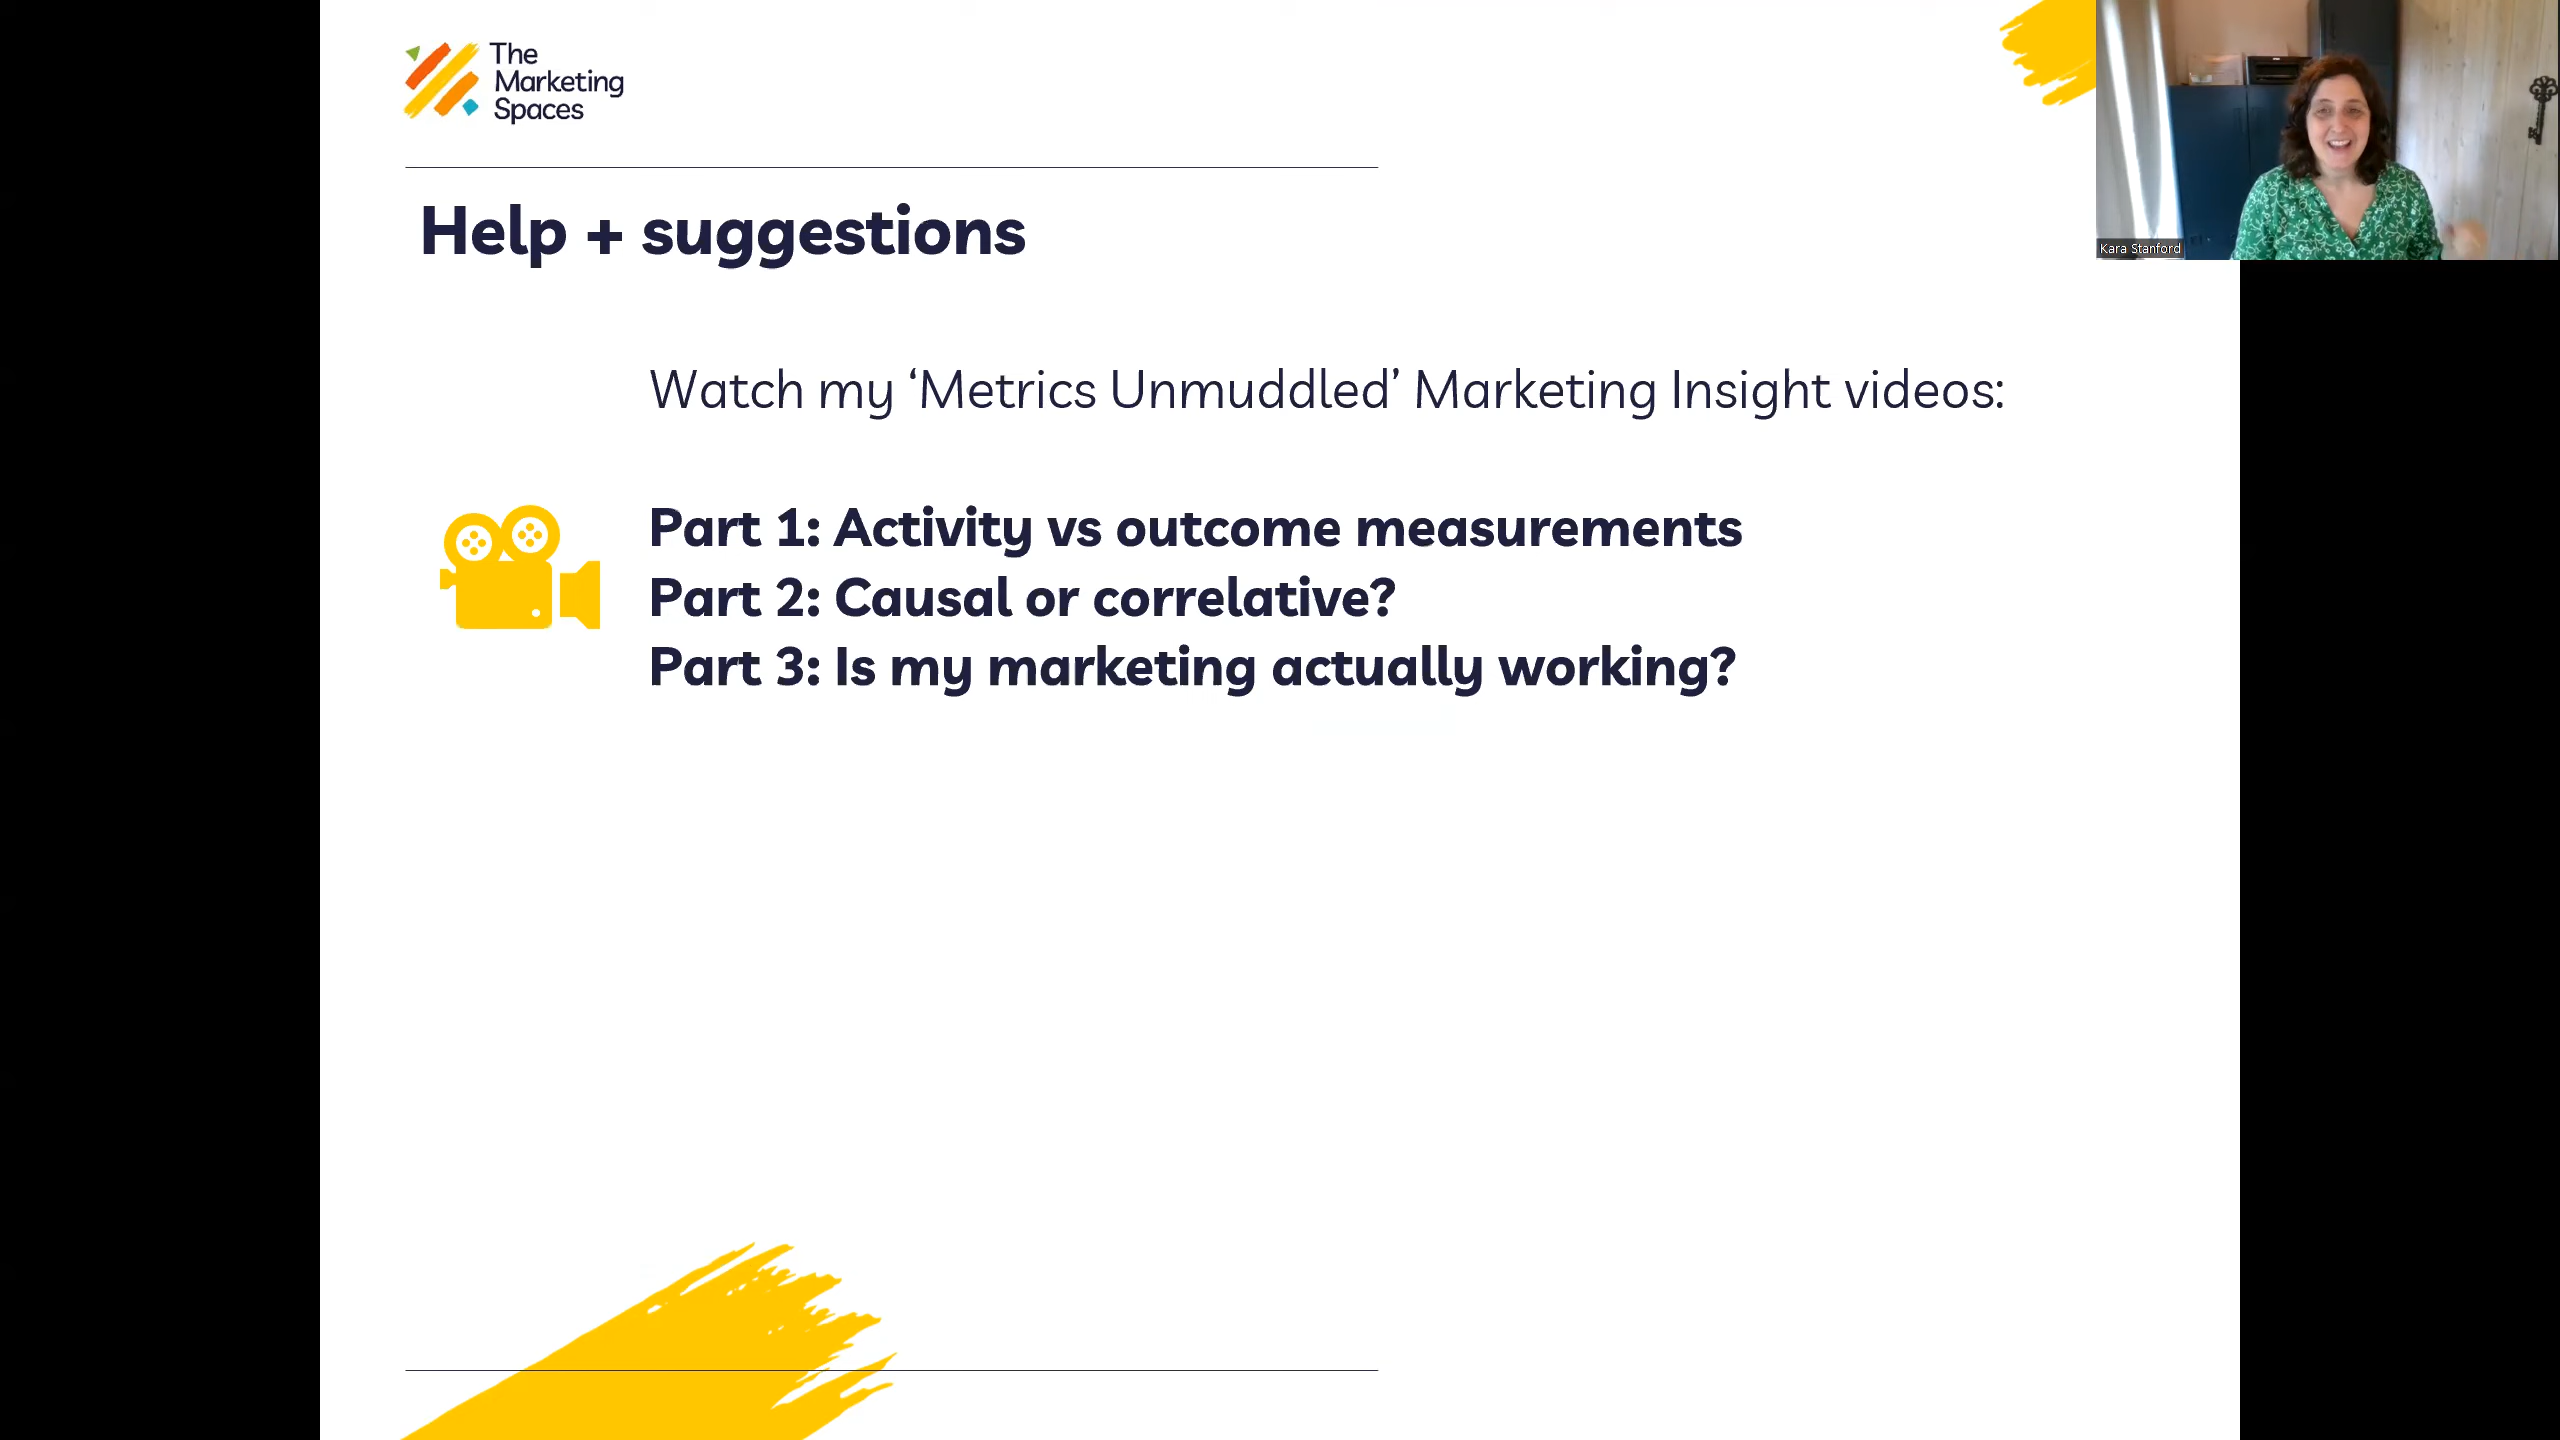 The
Marketing
Spaces
Kara Stanford
Help + suggestions
Watch my ‘Metrics Unmuddled’ Marketing Insight videos:
Part 1: Activity vs outcome measurements
Part 2: Causal or correlative?
Part 3: Is my marketing actually working?